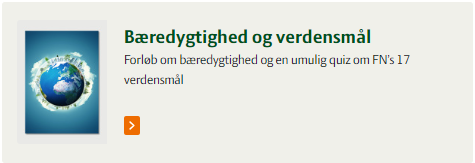 Bæredygtighed og verdensmål
Forløb om bæredygtighed og en umulig quiz om FN's 17
verdensmål